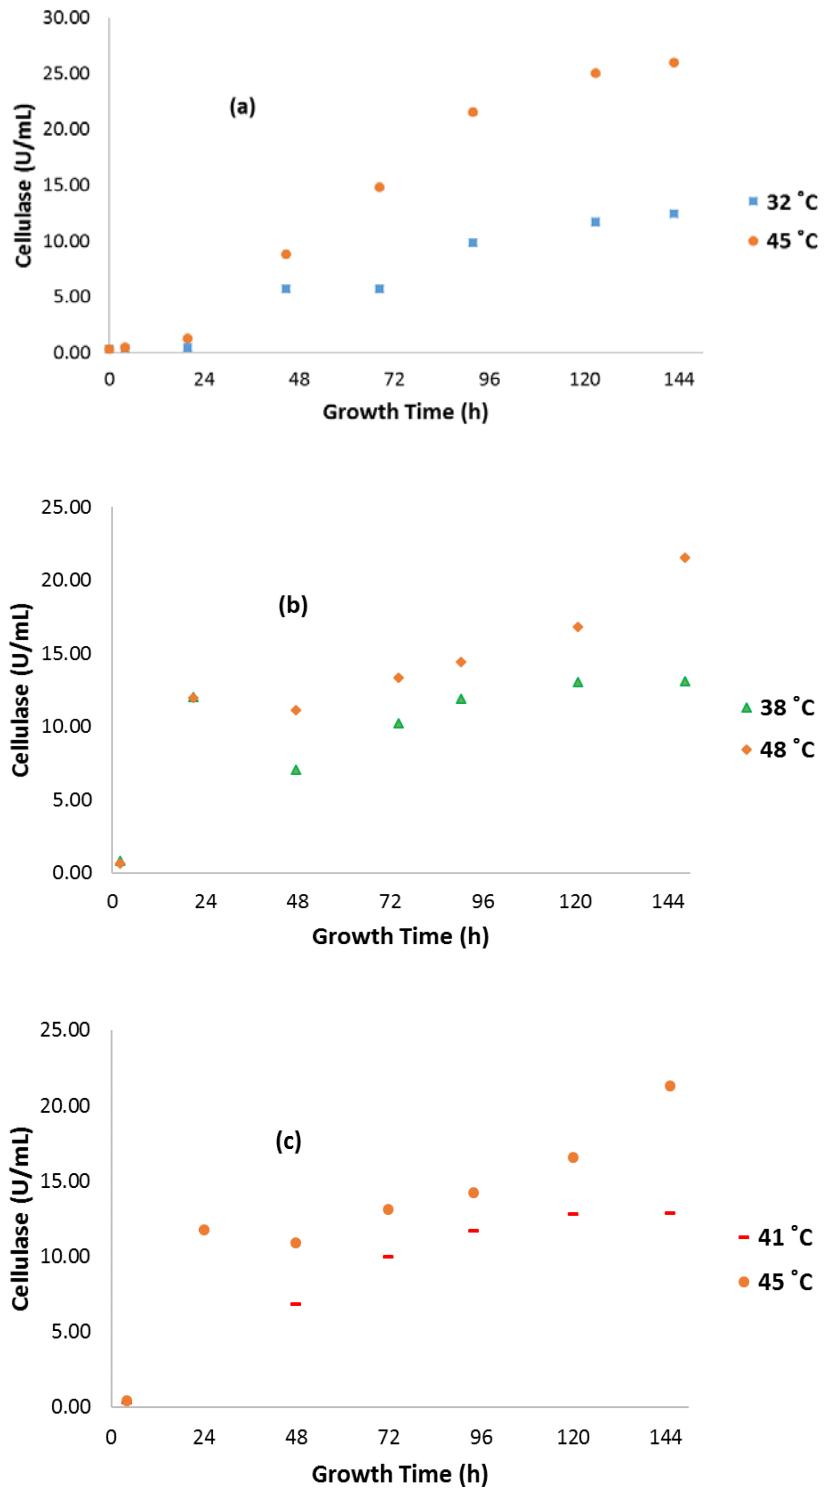 30.00
25.00
20.00
15.00
10.00
5.00
0.00
Cellulase (U/mL)
(a)
32 ˚C
45 ˚C
0 24 48 72 96 120 144
Growth Time (h)
25.00
20.00
15.00
10.00
5.00
0.00
Cellulase (U/mL)
(b)
38 ˚C
48 ˚C
0 24 48 72 96 120 144
Growth Time (h)
25.00
20.00
15.00
10.00
5.00
0.00
Cellulase (U/mL)
(c)
41 ˚C
45 ˚C
0 24 48 72 96 120 144
Growth Time (h)